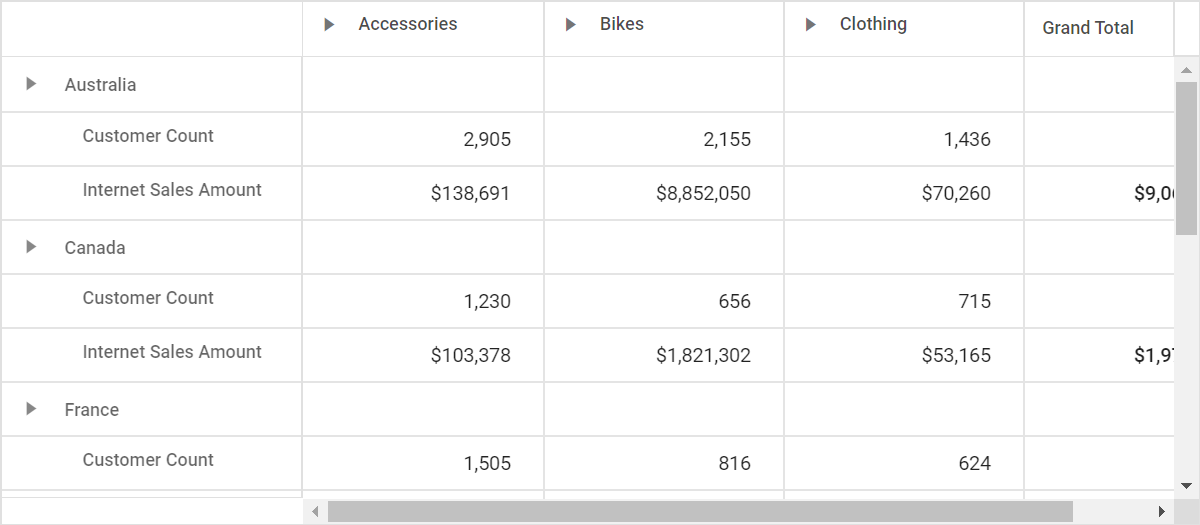 Accessories Bikes Clothing Grand Total
Australia
Customer Count 2,905 2,155 1,436
Internet Sales Amount $138,691 $8,852,050 $70,260 $9,0
Canada
Customer Count 1,230 656 715
Internet Sales Amount $103,378 $1,821,302 $53,165 $1,9
France
Customer Count 1,505 816 624